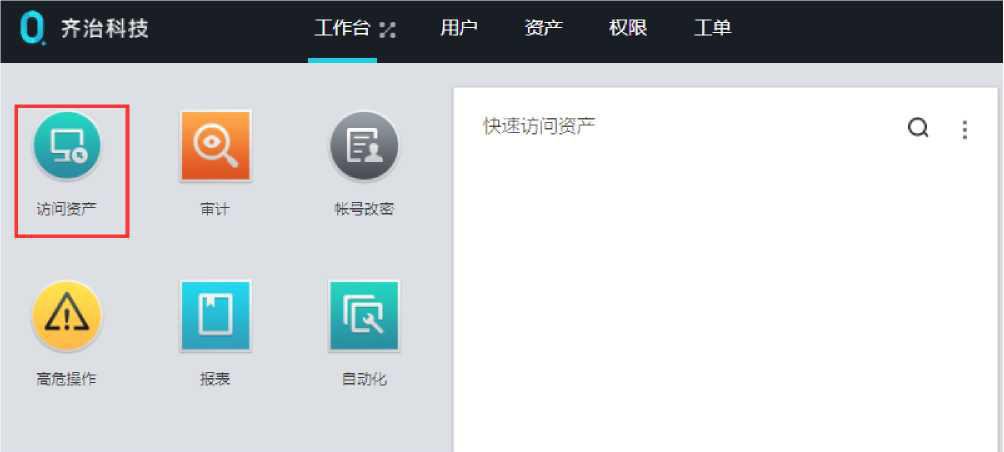 齐治科技 工作台 用户 资产 权限 工单
快速访问资产
访问资产 审计 帐号改密
高危操作 报表 自动化